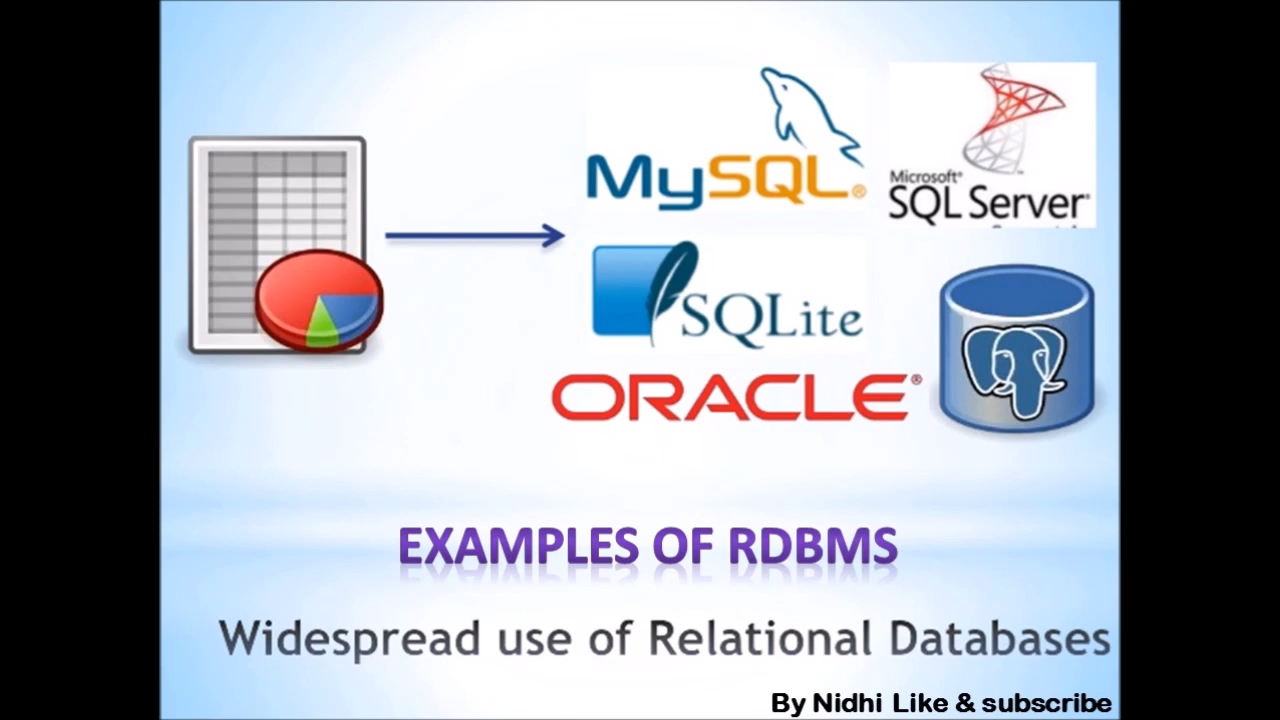 MySQL®
Microsoft®
SQL Server®
SQLite
ORACLE®
EXAMPLES OF RDBMS
Widespread use of Relational Databases
By Nidhi Like & subscribe